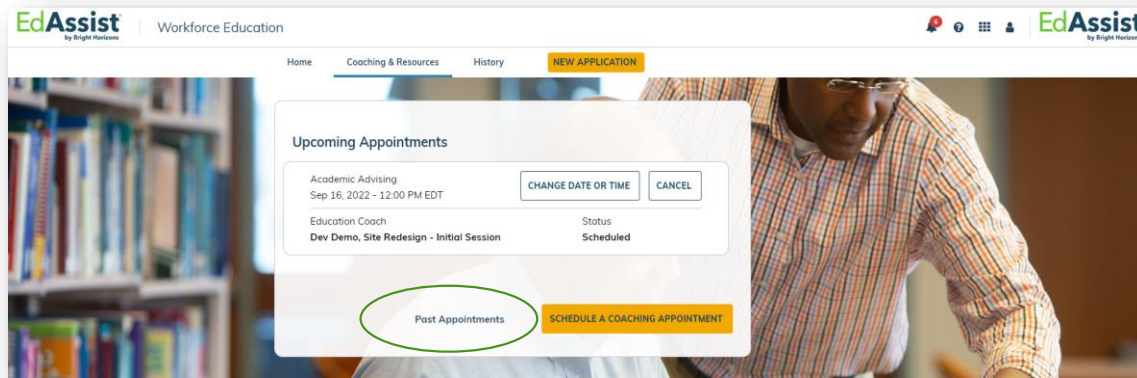 EdAssist
by Bright Horizons
Workforce Education
6
EdAssist
by Bright Horizons
Home Coaching & Resources History NEW APPLICATION
Upcoming Appointments
Academic Advising
Sep 16, 2022 - 12:00 PM EDT
CHANGE DATE OR TIME CANCEL
Education Coach
Dev Demo, Site Redesign - Initial Session
Status
Scheduled
Past Appointments SCHEDULE A COACHING APPOINTMENT